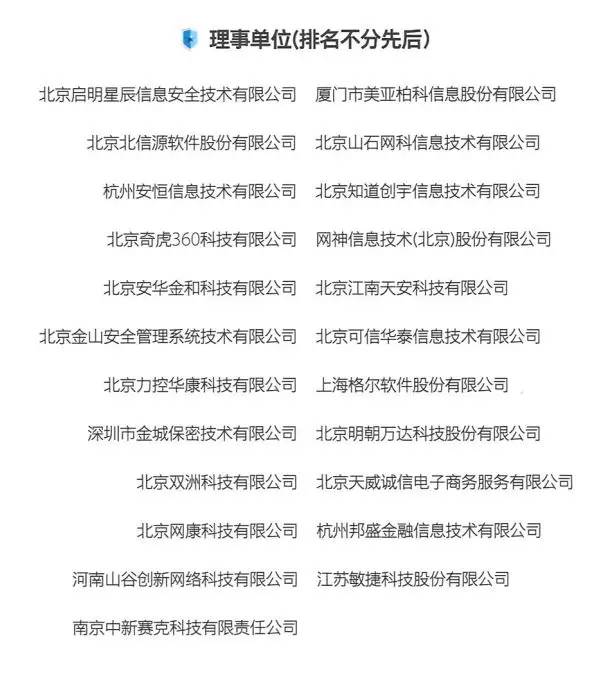 理事单位(排名不分先后)
北京启明星辰信息安全技术有限公司 厦门市美亚柏科信息股份有限公司
北京北信源软件股份有限公司 北京山石网科信息技术有限公司
杭州安恒信息技术有限公司 北京知道创宇信息技术有限公司
北京奇虎360科技有限公司 网神信息技术(北京)股份有限公司
北京安华金和科技有限公司 北京江南天安科技有限公司
北京金山安全管理系统技术有限公司 北京可信华泰信息技术有限公司
北京力控华康科技有限公司 上海格尔软件股份有限公司
深圳市金城保密技术有限公司 北京明朝万达科技股份有限公司
北京双洲科技有限公司 北京天威诚信电子商务服务有限公司
北京网康科技有限公司 杭州邦盛金融信息技术有限公司
河南山谷创新网络科技有限公司 江苏敏捷科技股份有限公司
南京中新赛克科技有限责任公司